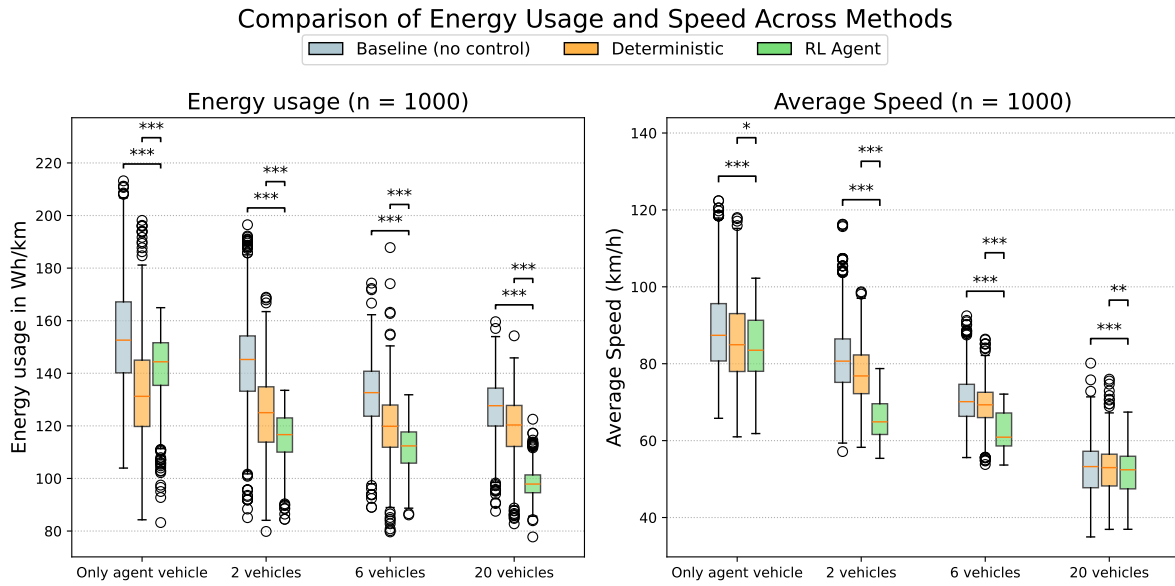 Comparison of Energy Usage and Speed Across Methods
Baseline (no control) Deterministic RL Agent
Energy usage (n = 1000)
Energy usage in Wh/km
220
200
180
160
140
120
100
80
*** *** *** *** *** *** *** ***
Only agent vehicle 2 vehicles 6 vehicles 20 vehicles
Average Speed (n = 1000)
Average Speed (km/h)
140
120
100
80
60
40
* *** *** *** *** *** ** ***
Only agent vehicle 2 vehicles 6 vehicles 20 vehicles